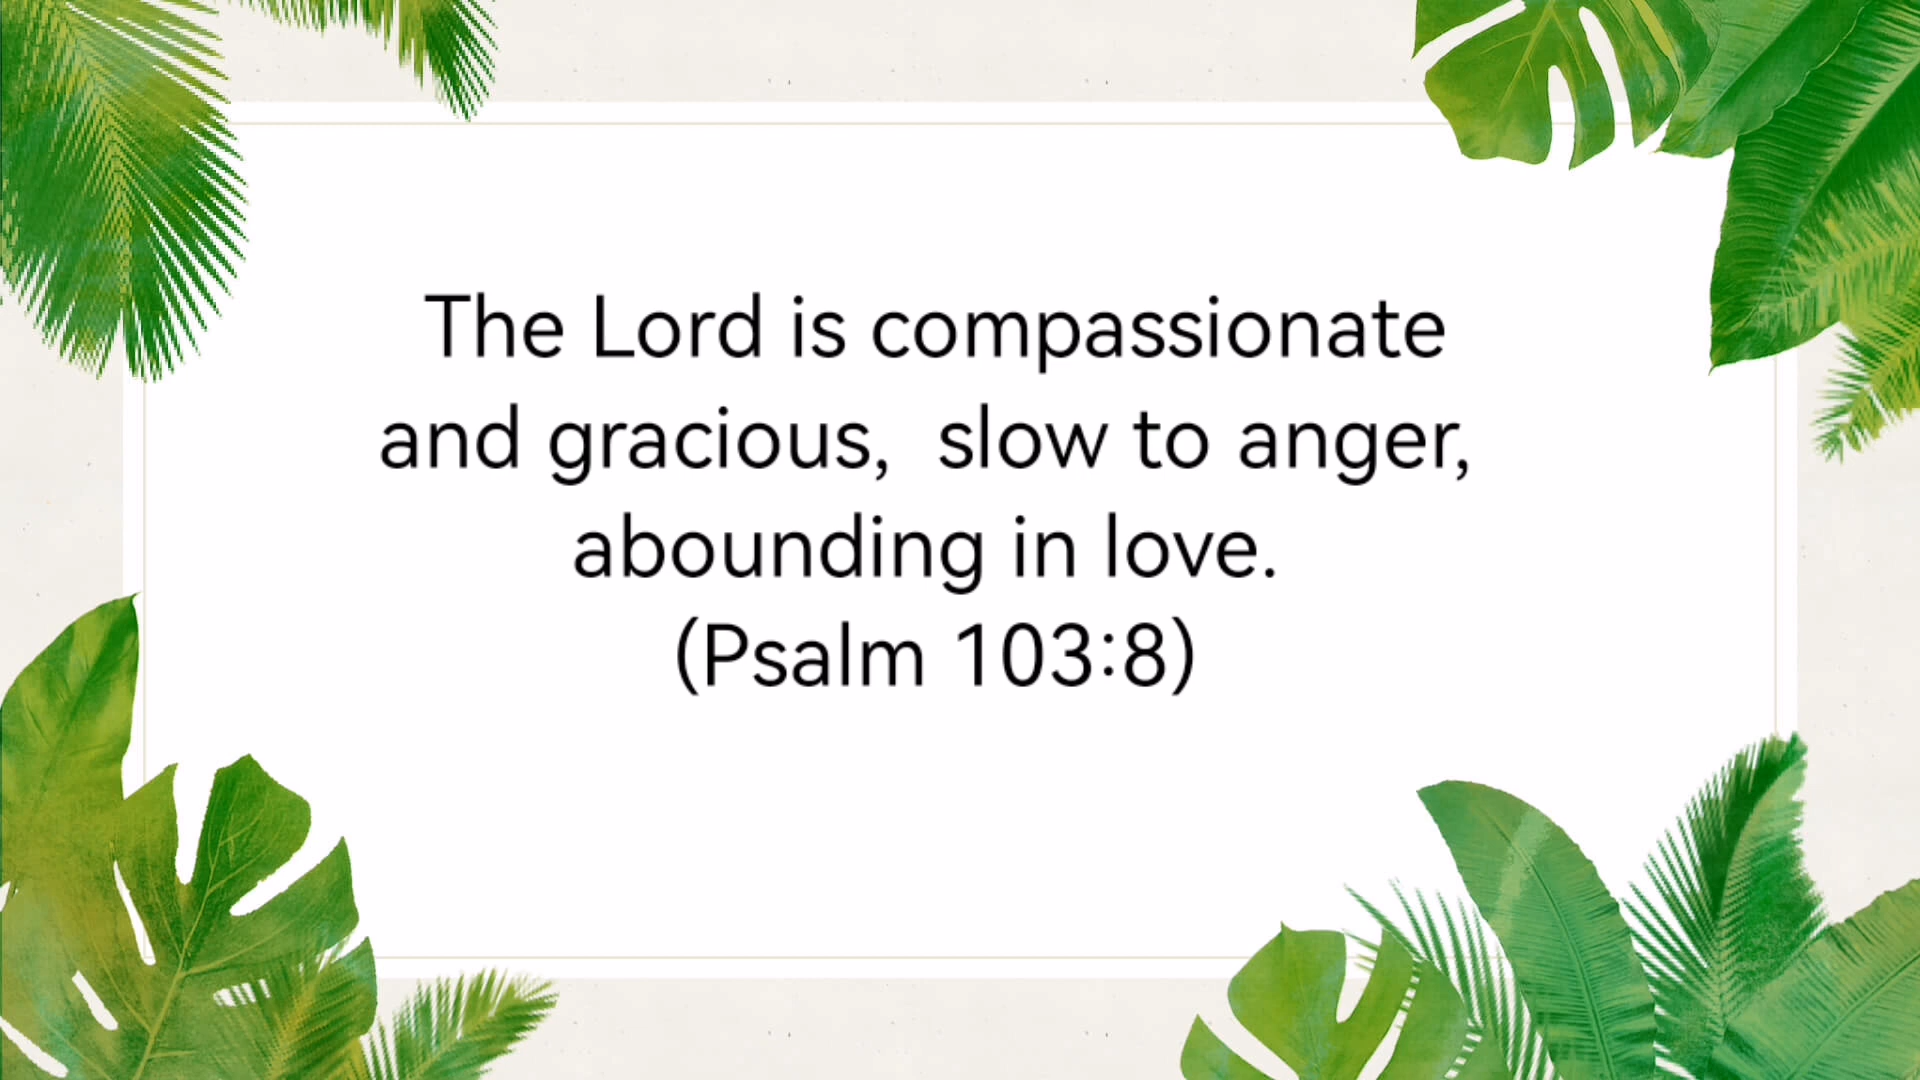 The Lord is compassionate
and gracious,  slow to anger,
abounding in love.
(Psalm 103:8)